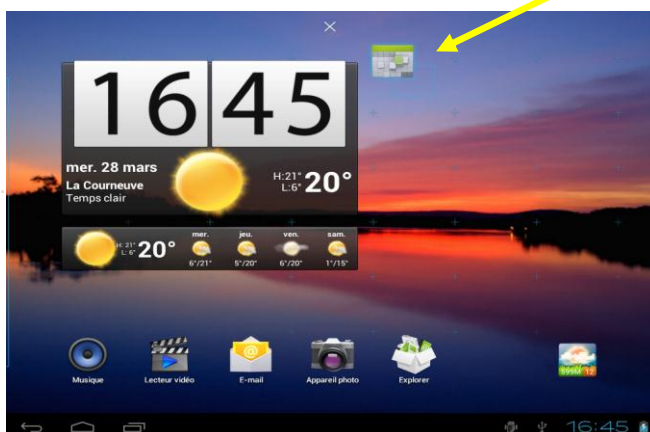 16 45
mer. 28 mars
La Courneuve
Temps clair
H:21°
L:6°
20°
H: 21°
L: 6°
20°
mer. jeu. ven. sam.
6°/21° 5°/20° 6°/20° 1°/15°
Musique Lecteur vidéo E-mail Appareil photo Explorer
16:45